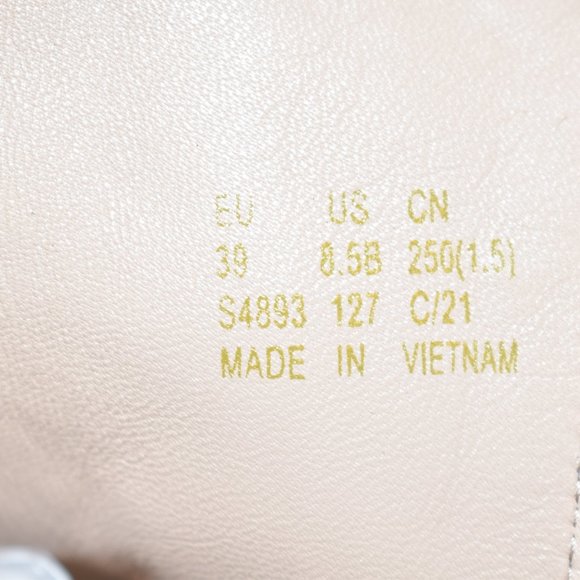 EU US CN
39 8.5B 250(1.5)
S4893 127 C/21
MADE IN VIETNAM